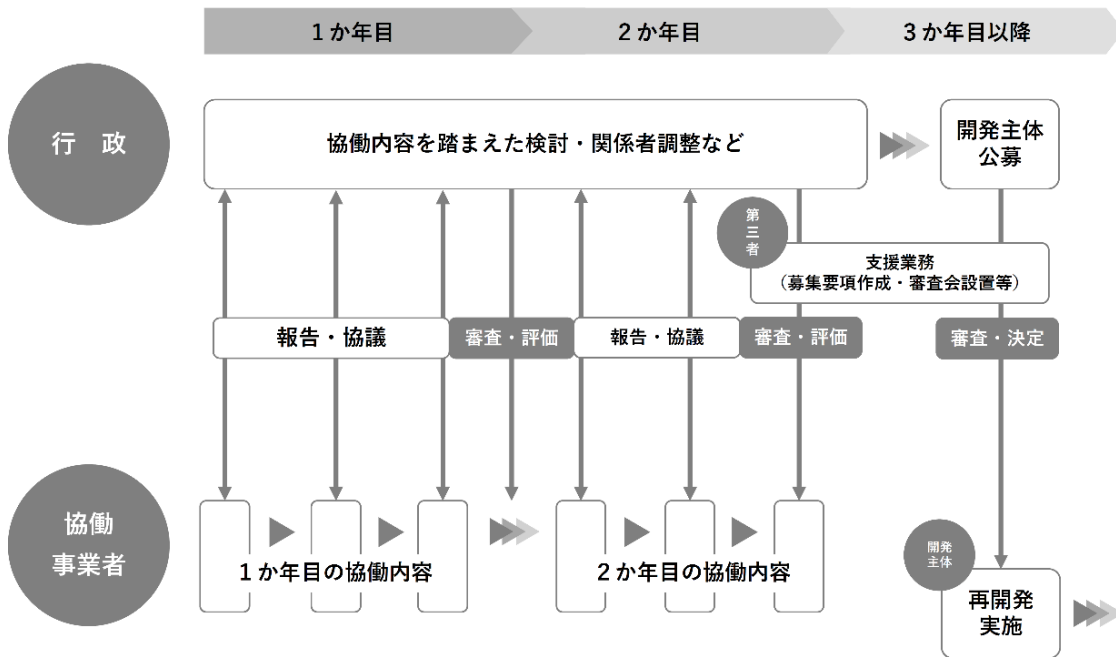 1か年目
2か年目
3か年目以降
行　政
協働内容を踏まえた検討・関係者調整など
開発主体
公募
第
三
者
支援業務
（募集要項作成・審査会設置等）
報告・協議
審査・評価
報告・協議
審査・評価
審査・決定
協働
事業者
1か年目の協働内容
2か年目の協働内容
開発
主体
再開発
実施